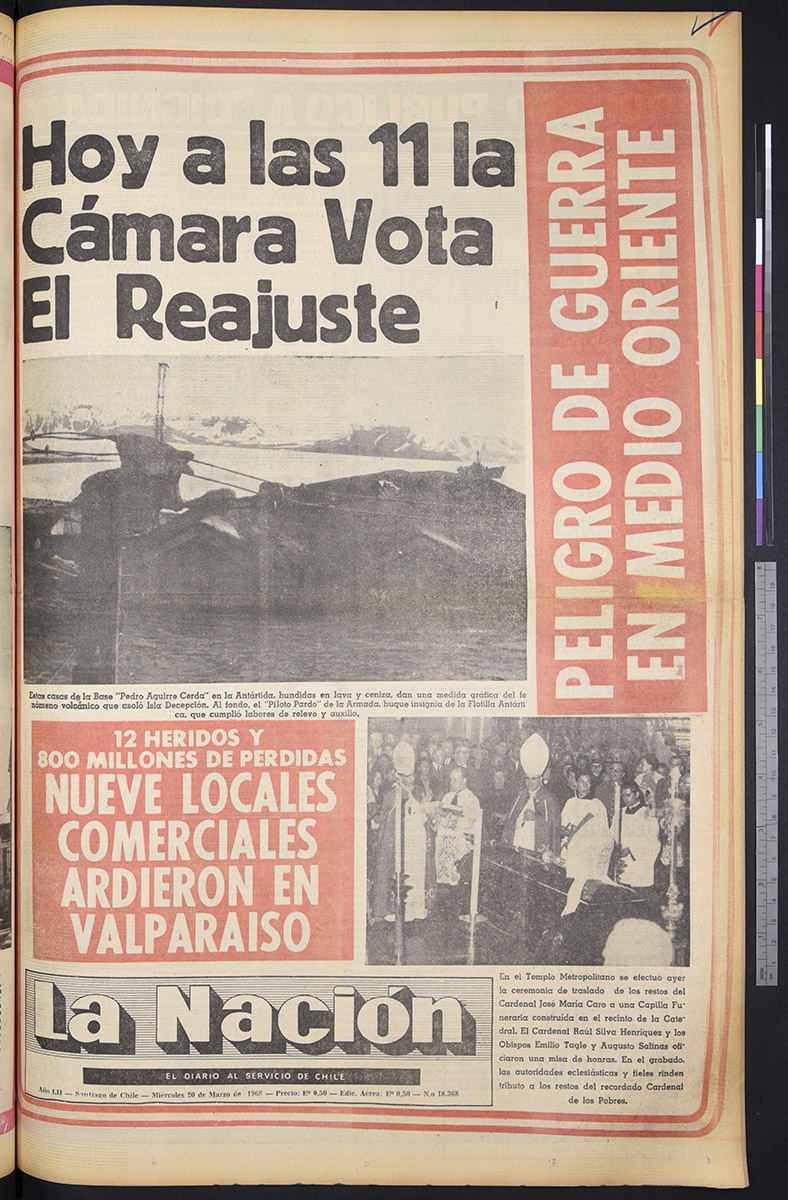 Hoy a las 11 la
Cámara Vota
El Reajuste
PELIGRO DE GUERRA
EN MEDIO ORIENTE
Estas casas de la Base "Pedro Aguirre Cerda" en la Antártida, hundidas en lava y ceniza, dan una medida gráfica del fe
nómeno volcánico que asoló Isla Decepción. Al fondo, el "Piloto Pardo" de la Armada, buque insignia de la Flotilla Antárti
ca, que cumplió labores de relevo y auxilio.
12 HERIDOS Y
800 MILLONES DE PERDIDAS
NUEVE LOCALES
COMERCIALES
ARDIERON EN
VALPARAISO
En el Templo Metropolitano se efectuó ayer
la ceremonia de traslado de los restos del
Cardenal José María Caro a una Capilla Fu-
neraria construída en el recinto de la Cate-
dral. El Cardenal Raúl Silva Henríquez y los
Obispos Emilio Tagle y Augusto Salinas ofi-
ciaron una misa de honras. En el grabado,
las autoridades eclesiásticas y fieles rinden
tributo a los restos del recordado Cardenal
de los Pobres.
La Nación
EL DIARIO AL SERVICIO DE CHILE
Año LII — Santiago de Chile — Miércoles 20 de Marzo de 1968 — Precio: Eº 0,50 — Edic. Aérea: Eº 0,50 — N.o 18.368